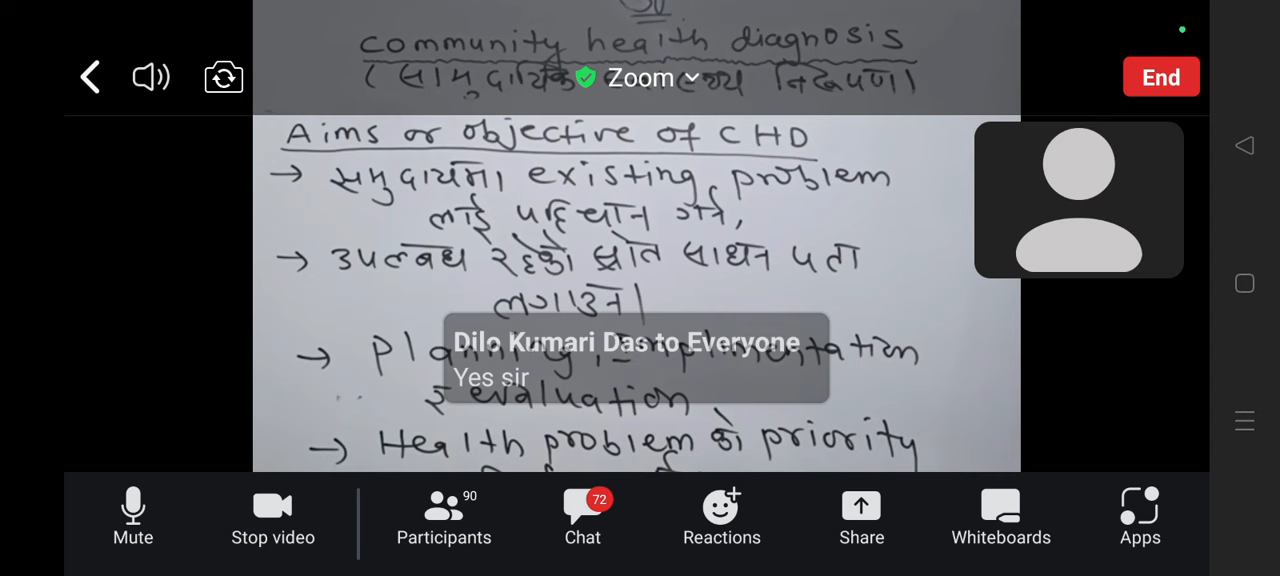 community health diagnosis
Zoom
End
Aims or objective of CHD
→ समुदायमा existing problem
लाई पहिचान गर्न,
→ उपलब्ध रहेको स्रोत साधन पता
लगाउन।
Dilo Kumari Das to Everyone
Yes sir
→ Planning, Implimentation
र evaluation
→ Health problem को priority
Mute
Stop video
Participants 90
Chat 72
Reactions
Share
Whiteboards
Apps